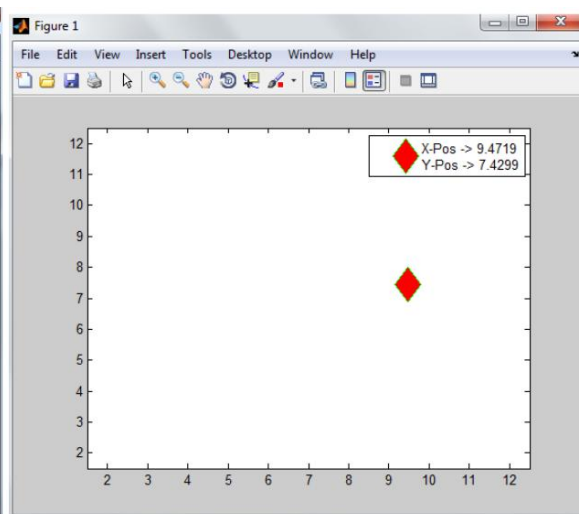 Figure 1
File Edit View Insert Tools Desktop Window Help
X-Pos -> 9.4719
Y-Pos -> 7.4299
12
11
10
9
8
7
6
5
4
3
2
2 3 4 5 6 7 8 9 10 11 12